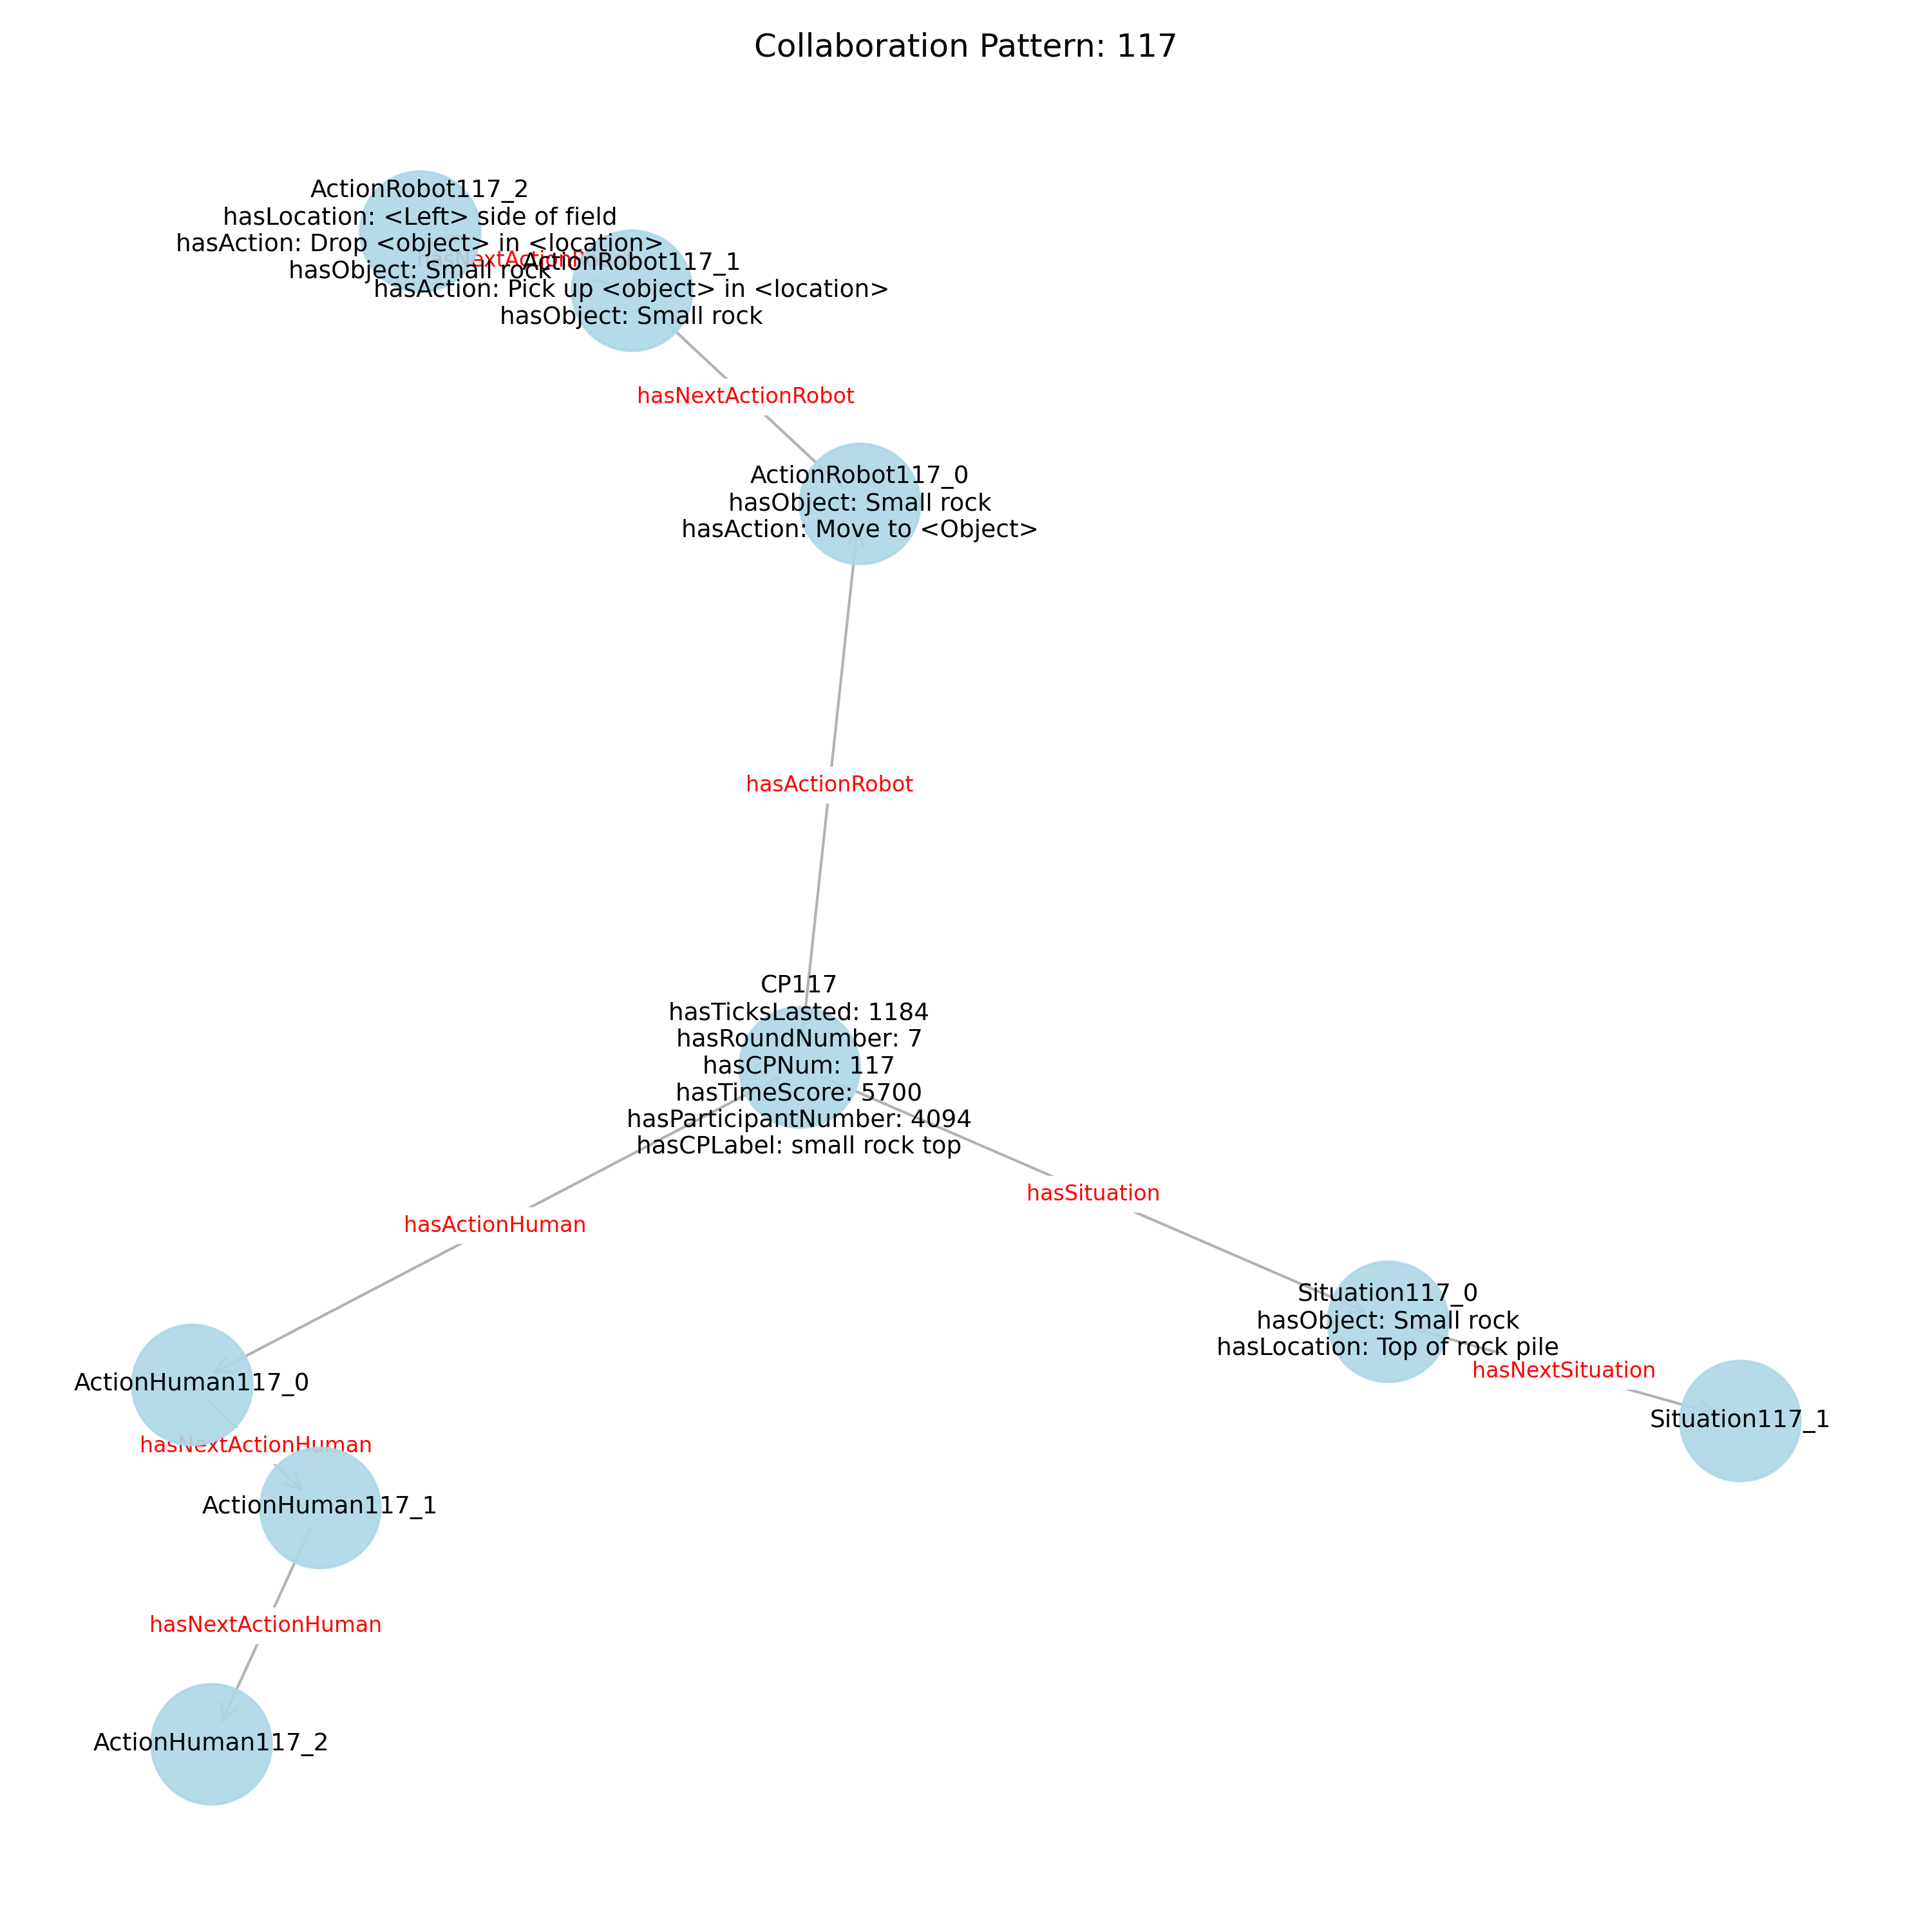 Collaboration Pattern: 117
ActionRobot117_2
hasLocation: <Left> side of field
hasAction: Drop <object> in <location>
hasObject: Small rock
ActionRobot117_1
hasAction: Pick up <object> in <location>
hasObject: Small rock
hasNextActionRobot
ActionRobot117_0
hasObject: Small rock
hasAction: Move to <Object>
hasActionRobot
CP117
hasTicksLasted: 1184
hasRoundNumber: 7
hasCPNum: 117
hasTimeScore: 5700
hasParticipantNumber: 4094
hasCPLabel: small rock top
hasSituation
hasActionHuman
Situation117_0
hasObject: Small rock
hasLocation: Top of rock pile
hasNextSituation
Situation117_1
ActionHuman117_0
hasNextActionHuman
ActionHuman117_1
hasNextActionHuman
ActionHuman117_2